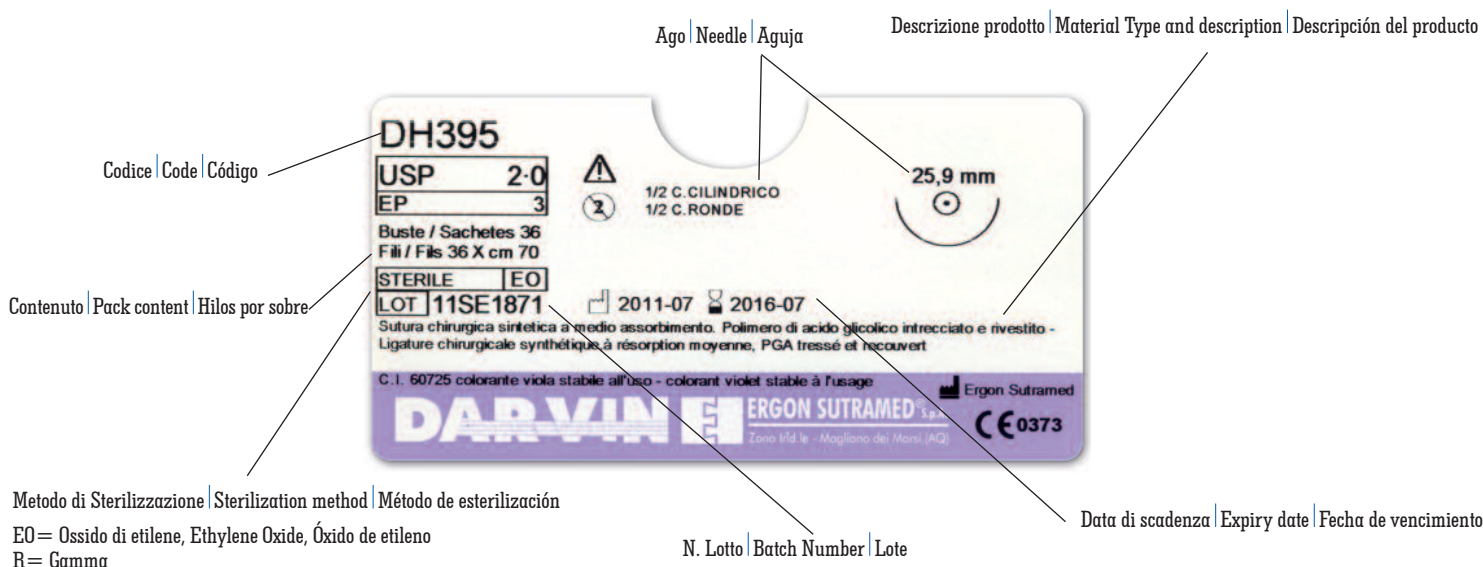 Ago | Needle | Aguja
Descrizione prodotto | Material Type and description | Descripción del producto
Codice | Code | Código
DH395
USP 2·0
EP 3
Buste / Sachetes 36
Fili / Fils 36 X cm 70
STERILE EO
LOT 11SE1871
2
1/2 C.CILINDRICO
1/2 C.RONDE
25,9 mm
2011-07 2016-07
Sutura chirurgica sintetica a medio assorbimento. Polimero di acido glicolico intrecciato e rivestito -
Ligature chirurgicale synthétique à résorption moyenne, PGA tressé et recouvert
C.I. 60725 colorante viola stabile all'uso - colorant violet stable à l'usage
Ergon Sutramed
DAR-VIN E ERGON SUTRAMED® S.p.A.
Zona Ind.le - Magliano dei Marsi (AQ)
CE 0373
Contenuto | Pack content | Hilos por sobre
Metodo di Sterilizzazione | Sterilization method | Método de esterilización
EO= Ossido di etilene, Ethylene Oxide, Óxido de etileno
R= Gamma
N. Lotto | Batch Number | Lote
Data di scadenza | Expiry date | Fecha de vencimiento